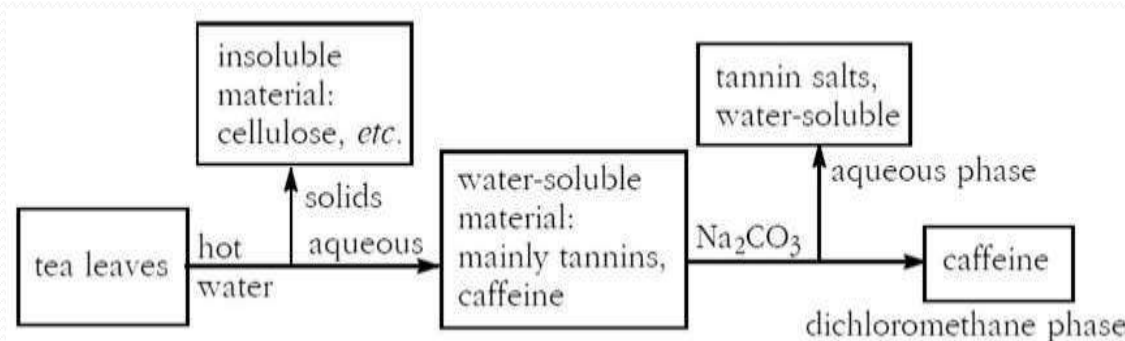 insoluble
material:
cellulose, etc.
tannin salts,
water-soluble
solids
aqueous phase
tea leaves
hot
water
aqueous
water-soluble
material:
mainly tannins,
caffeine
Na₂CO₃
caffeine
dichloromethane phase